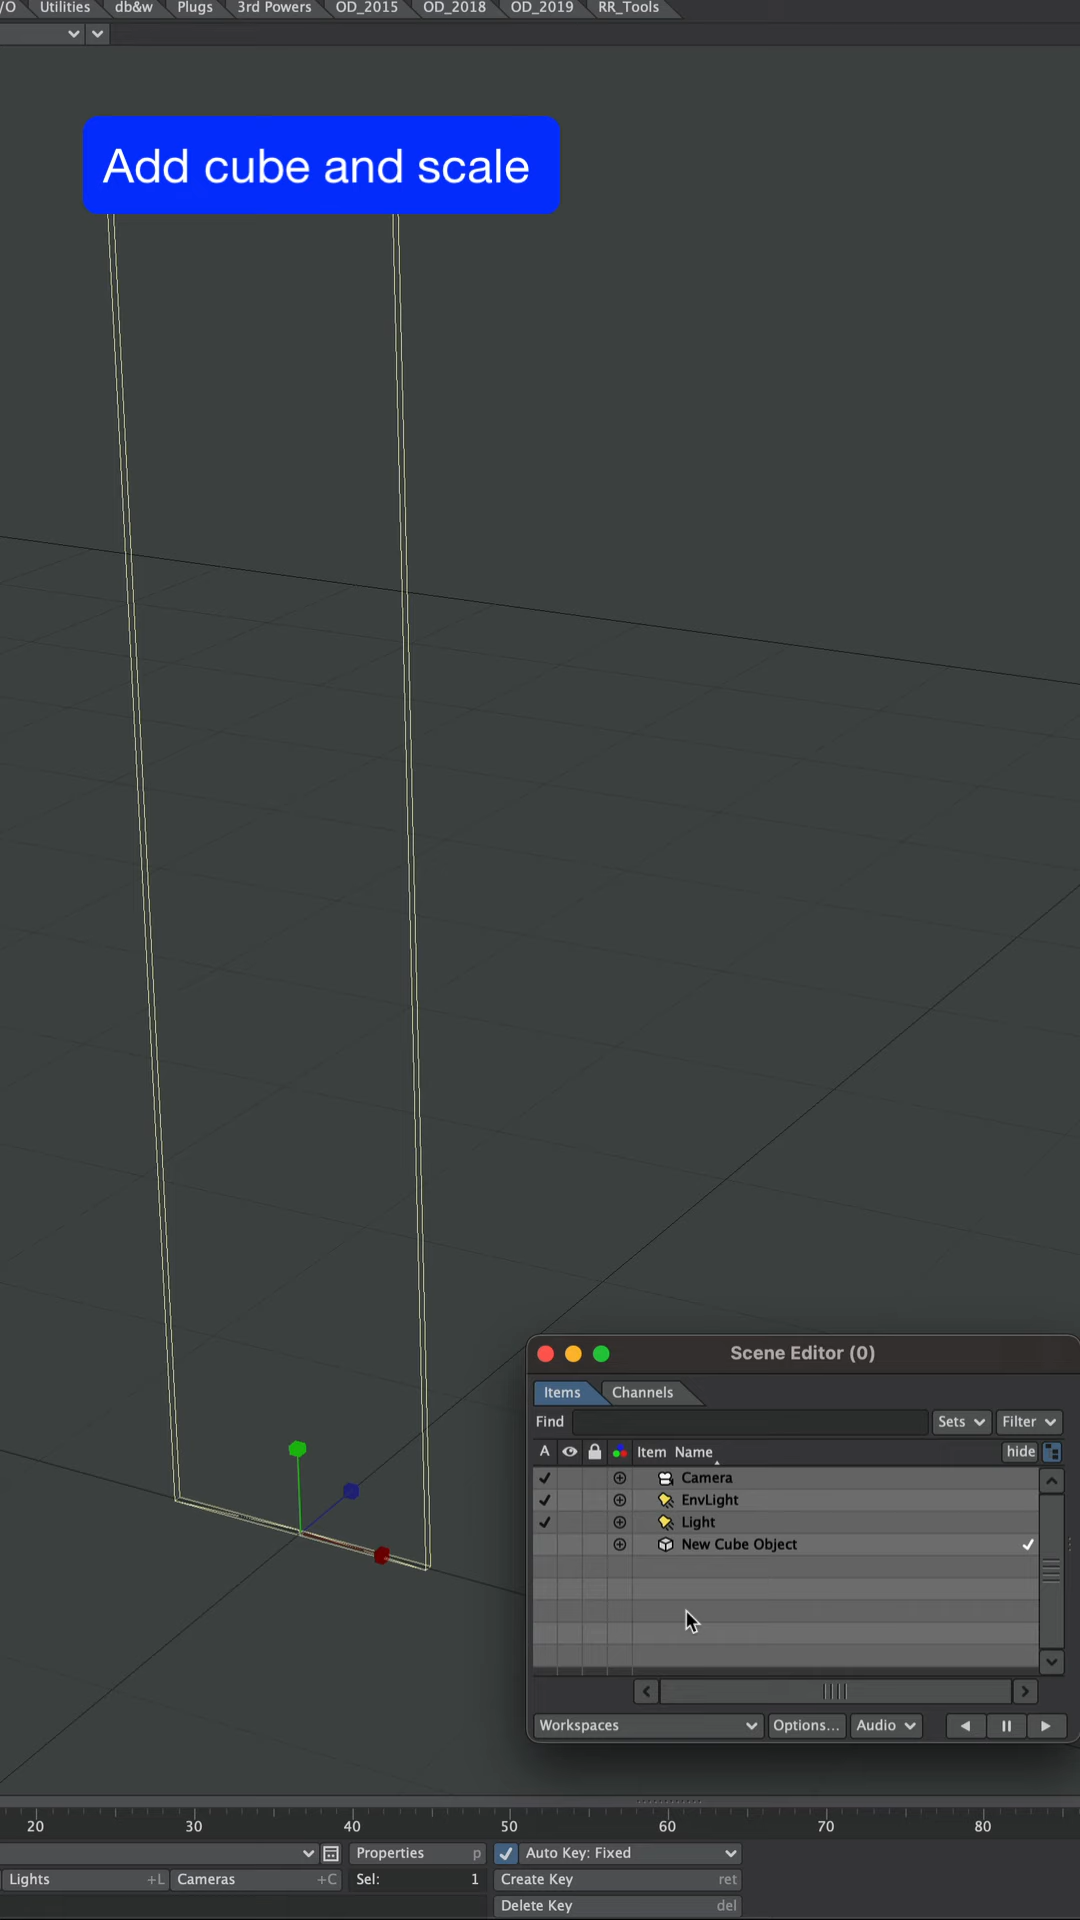 /O Utilities db&w Plugs 3rd Powers OD_2015 OD_2018 OD_2019 RR_Tools
Add cube and scale
Scene Editor (0)
Items Channels
Find Sets Filter
A Item Name hide
Camera
EnvLight
Light
New Cube Object
Workspaces Options... Audio
20 30 40 50 60 70 80
Properties p Auto Key: Fixed
Lights +L Cameras +C Sel: 1 Create Key ret
Delete Key del